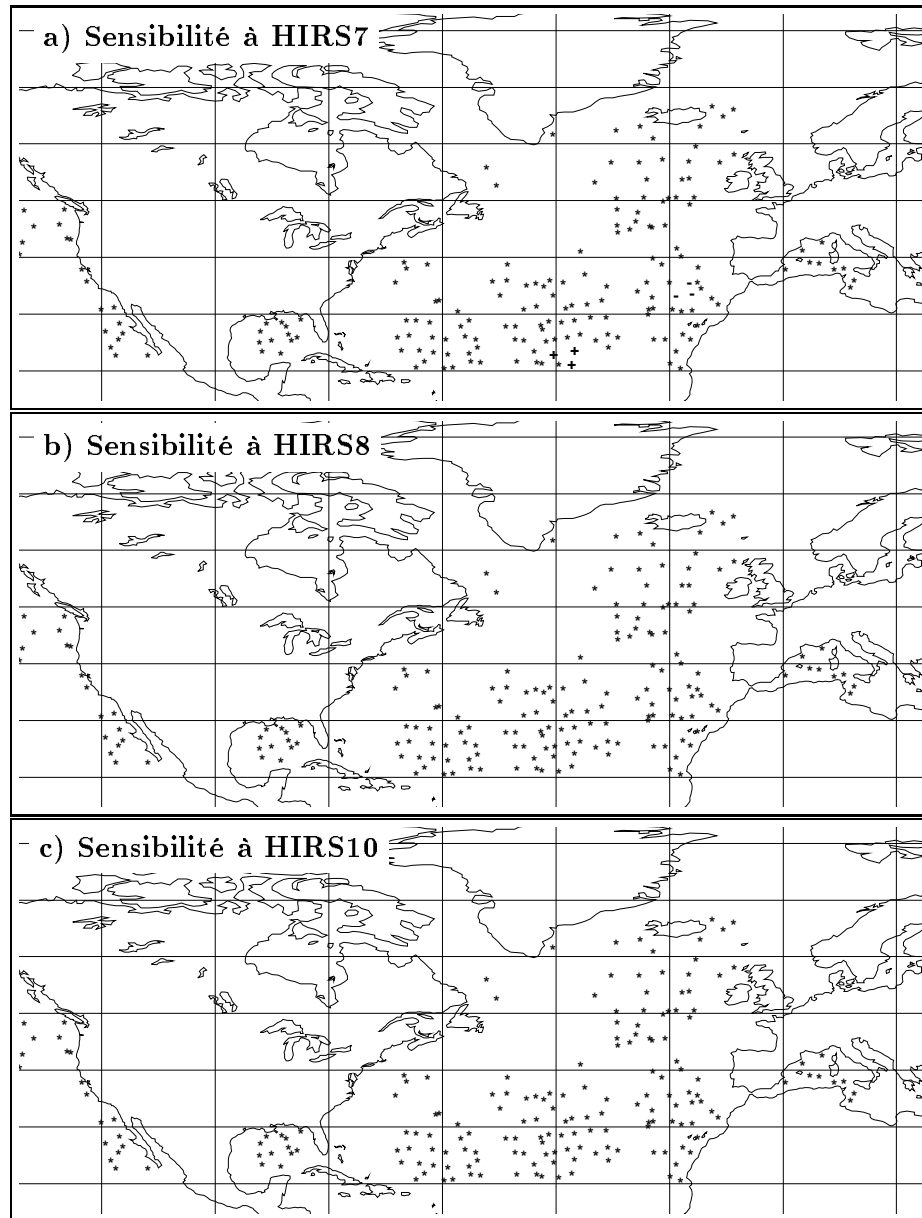 a) Sensibilité à HIRS7
b) Sensibilité à HIRS8
c) Sensibilité à HIRS10